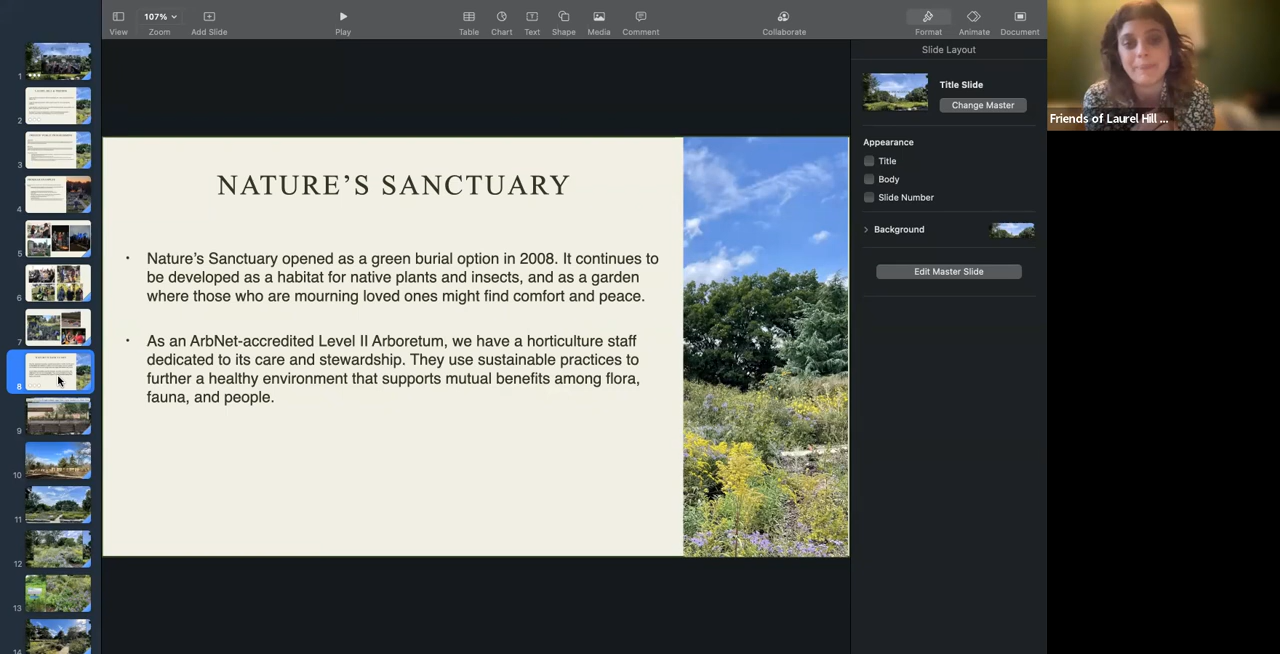 107%
View
Zoom
Add Slide
Play
Table
Chart
Text
Shape
Media
Comment
Collaborate
Format
Animate
Document
Slide Layout
Title Slide
Change Master
Appearance
Title
Body
Slide Number
Background
Edit Master Slide
Friends of Laurel Hill ...
1
2
3
4
5
6
7
8
9
10
11
12
13
14
NATURE'S SANCTUARY
• Nature's Sanctuary opened as a green burial option in 2008. It continues to
be developed as a habitat for native plants and insects, and as a garden
where those who are mourning loved ones might find comfort and peace.
• As an ArbNet-accredited Level II Arboretum, we have a horticulture staff
dedicated to its care and stewardship. They use sustainable practices to
further a healthy environment that supports mutual benefits among flora,
fauna, and people.